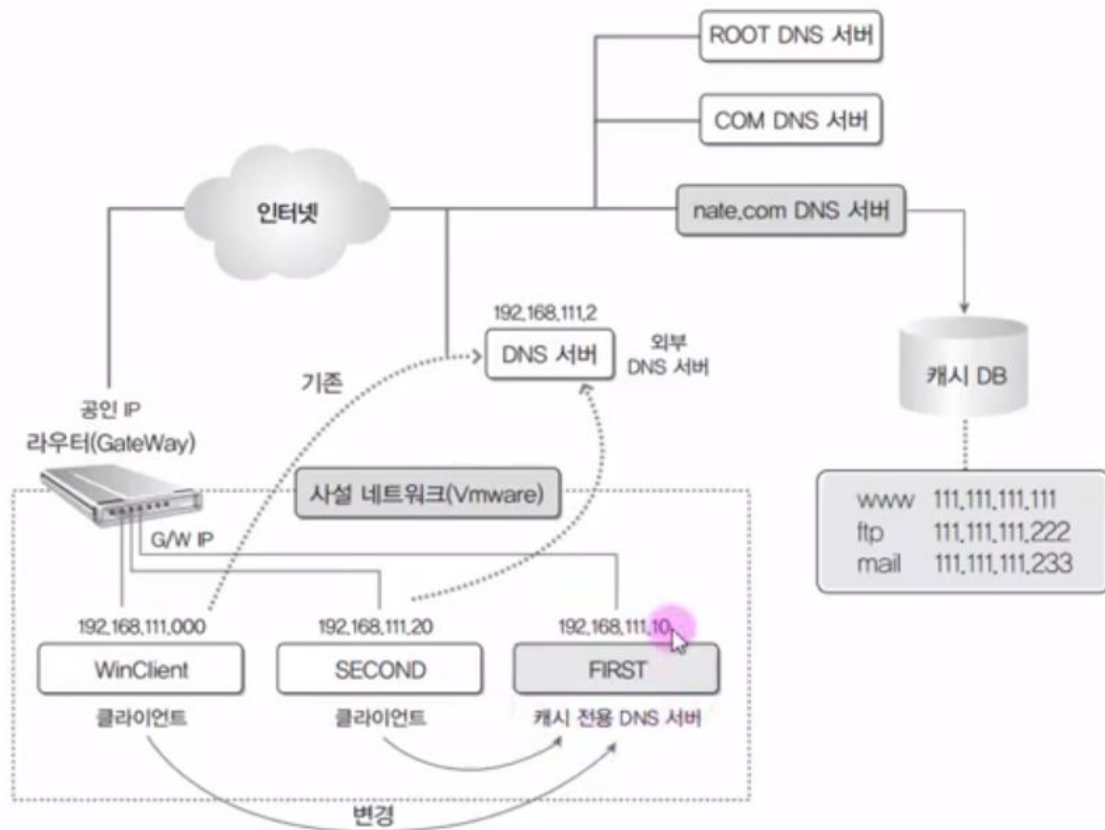 ROOT DNS 서버
COM DNS 서버
인터넷
nate.com DNS 서버
192.168.111.2
DNS 서버
외부
DNS 서버
기존
캐시 DB
공인 IP
라우터(GateWay)
사설 네트워크(Vmware)
www 111.111.111.111
ftp 111.111.111.222
mail 111.111.111.233
G/W IP
192.168.111.000
192.168.111.20
192.168.111.10
WinClient
SECOND
FIRST
클라이언트
클라이언트
캐시 전용 DNS 서버
변경